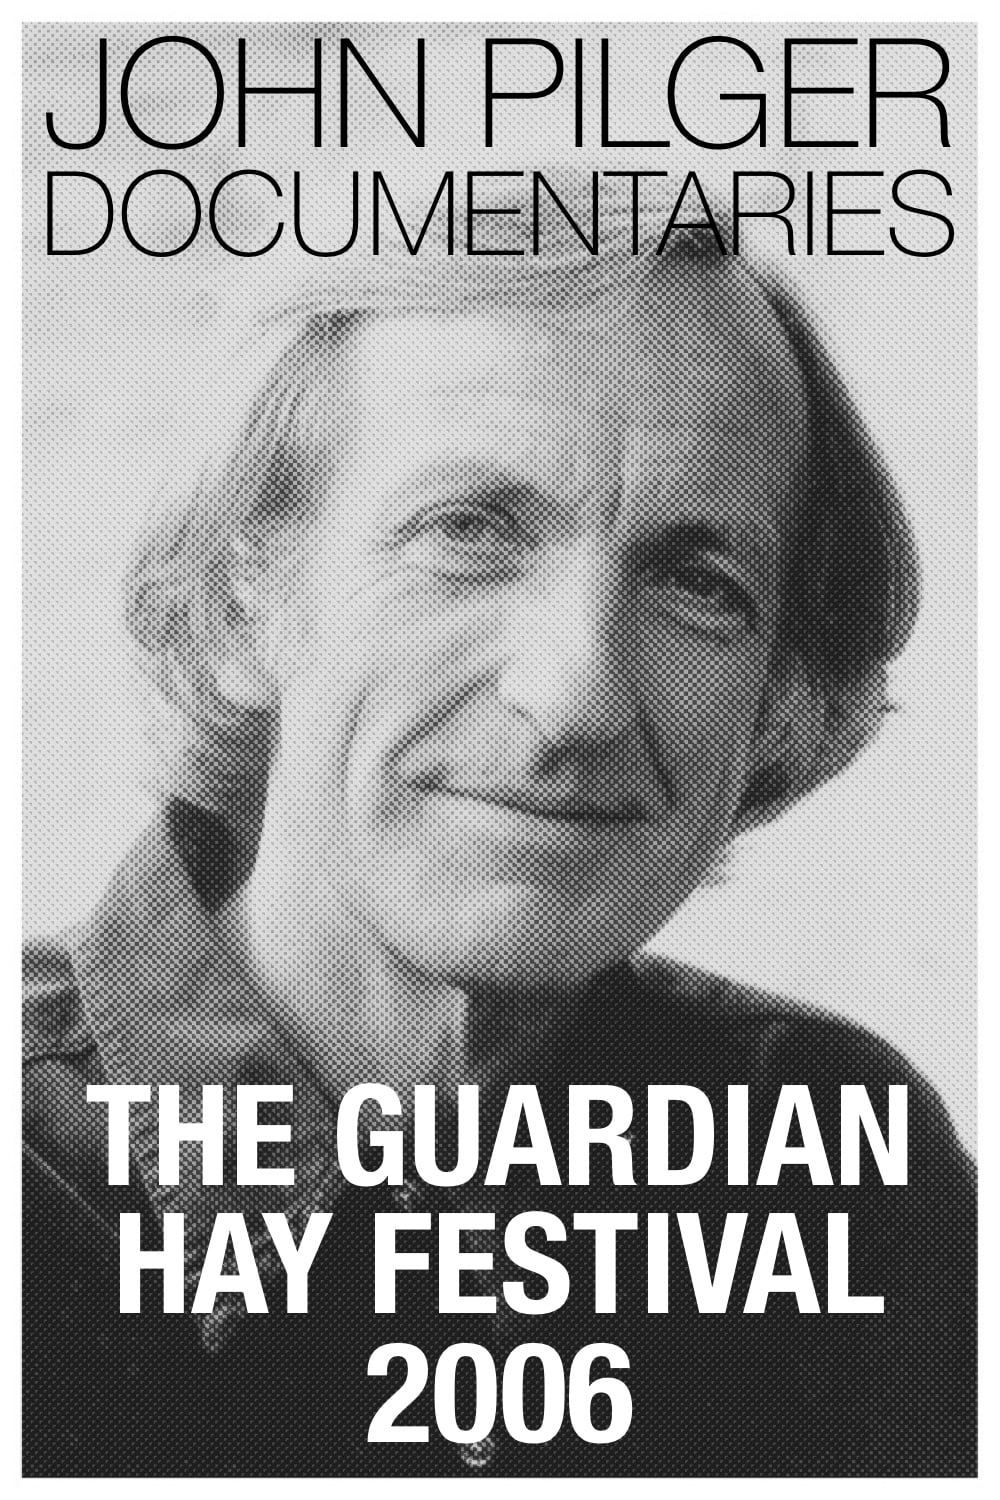 JOHN PILGER
DOCUMENTARIES
THE GUARDIAN
HAY FESTIVAL
2006